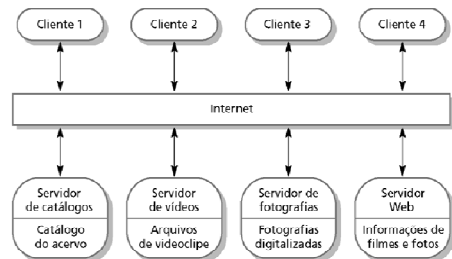 Cliente 1
Cliente 2
Cliente 3
Cliente 4
Internet
Servidor
de catálogos
Catálogo
do acervo
Servidor
de vídeos
Arquivos
de videoclipe
Servidor de
fotografias
Fotografias
digitalizadas
Servidor
Web
Informações de
filmes e fotos